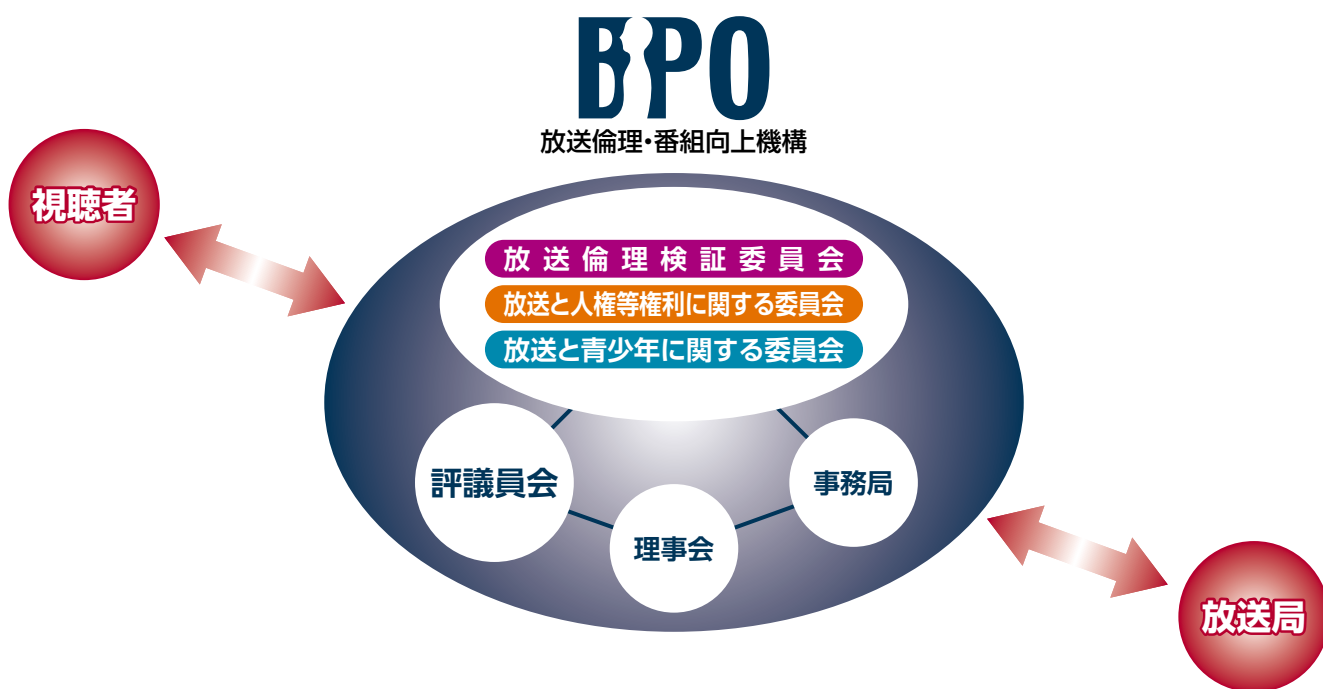 BPO
放送倫理・番組向上機構
視聴者
放送倫理検証委員会
放送と人権等権利に関する委員会
放送と青少年に関する委員会
評議員会
事務局
理事会
放送局